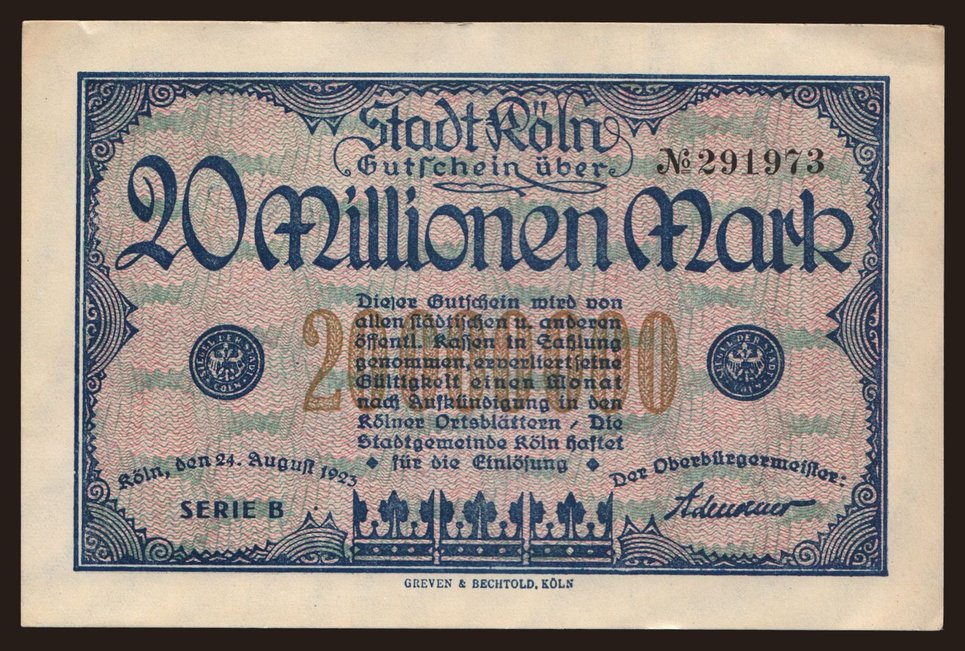 Stadt Köln
Gutschein über
№ 291973
20 Millionen Mark
20000000
Dieser Gutschein wird von
allen städtischen u. anderen
öffentl. Kassen in Zahlung
genommen, er verliert seine
Gültigkeit einen Monat
nach Aufkündigung in den
Kölner Ortsblättern / Die
Stadtgemeinde Köln haftet
für die Einlösung
Köln, den 24. August 1923
SERIE B
Der Oberbürgermeister:
Adenauer
GREVEN & BECHTOLD, KÖLN